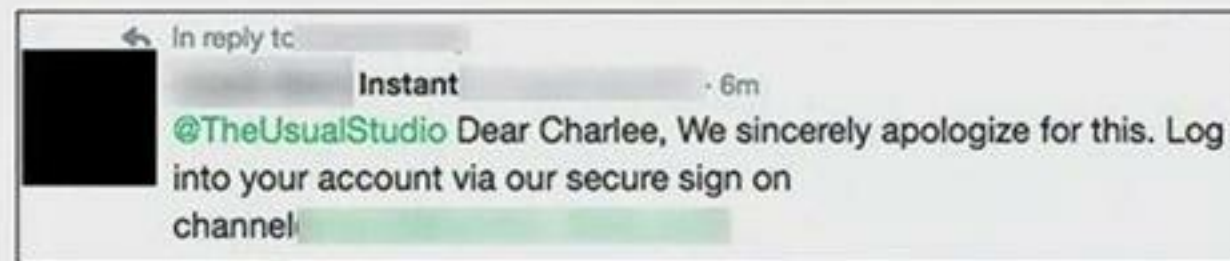 In reply to
Instant · 6m
@TheUsualStudio Dear Charlee, We sincerely apologize for this. Log
into your account via our secure sign on
channel